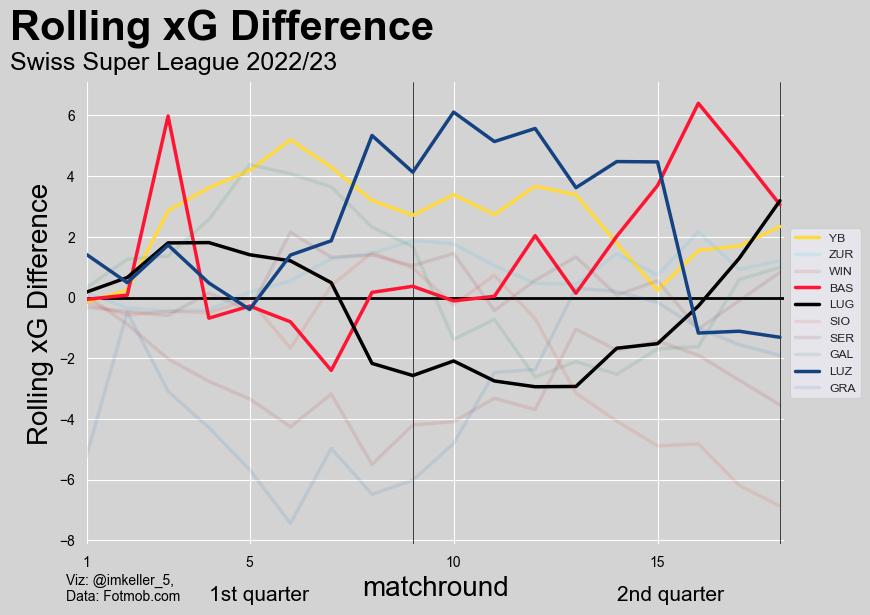 Rolling xG Difference
Swiss Super League 2022/23
Rolling xG Difference
6
4
2
0
−2
−4
−6
−8
1
5
10
15
YB
ZUR
WIN
BAS
LUG
SIO
SER
GAL
LUZ
GRA
matchround
Viz: @imkeller_5,
Data: Fotmob.com
1st quarter
2nd quarter